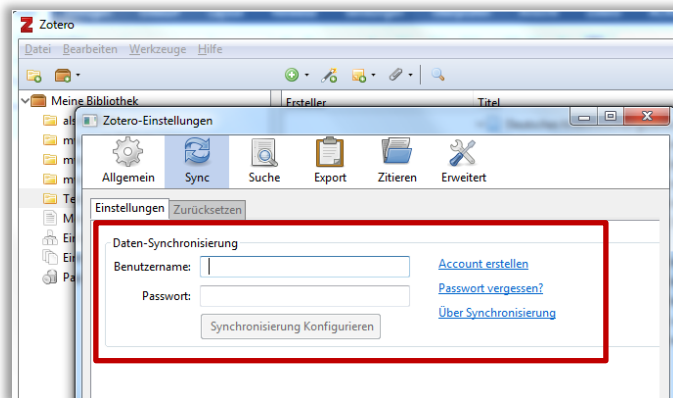 Zotero
Datei Bearbeiten Werkzeuge Hilfe
Meine Bibliothek
Ersteller Titel
Zotero-Einstellungen
Allgemein Sync Suche Export Zitieren Erweitert
Einstellungen Zurücksetzen
Daten-Synchronisierung
Benutzername:
Account erstellen
Passwort vergessen?
Passwort:
Über Synchronisierung
Synchronisierung Konfigurieren